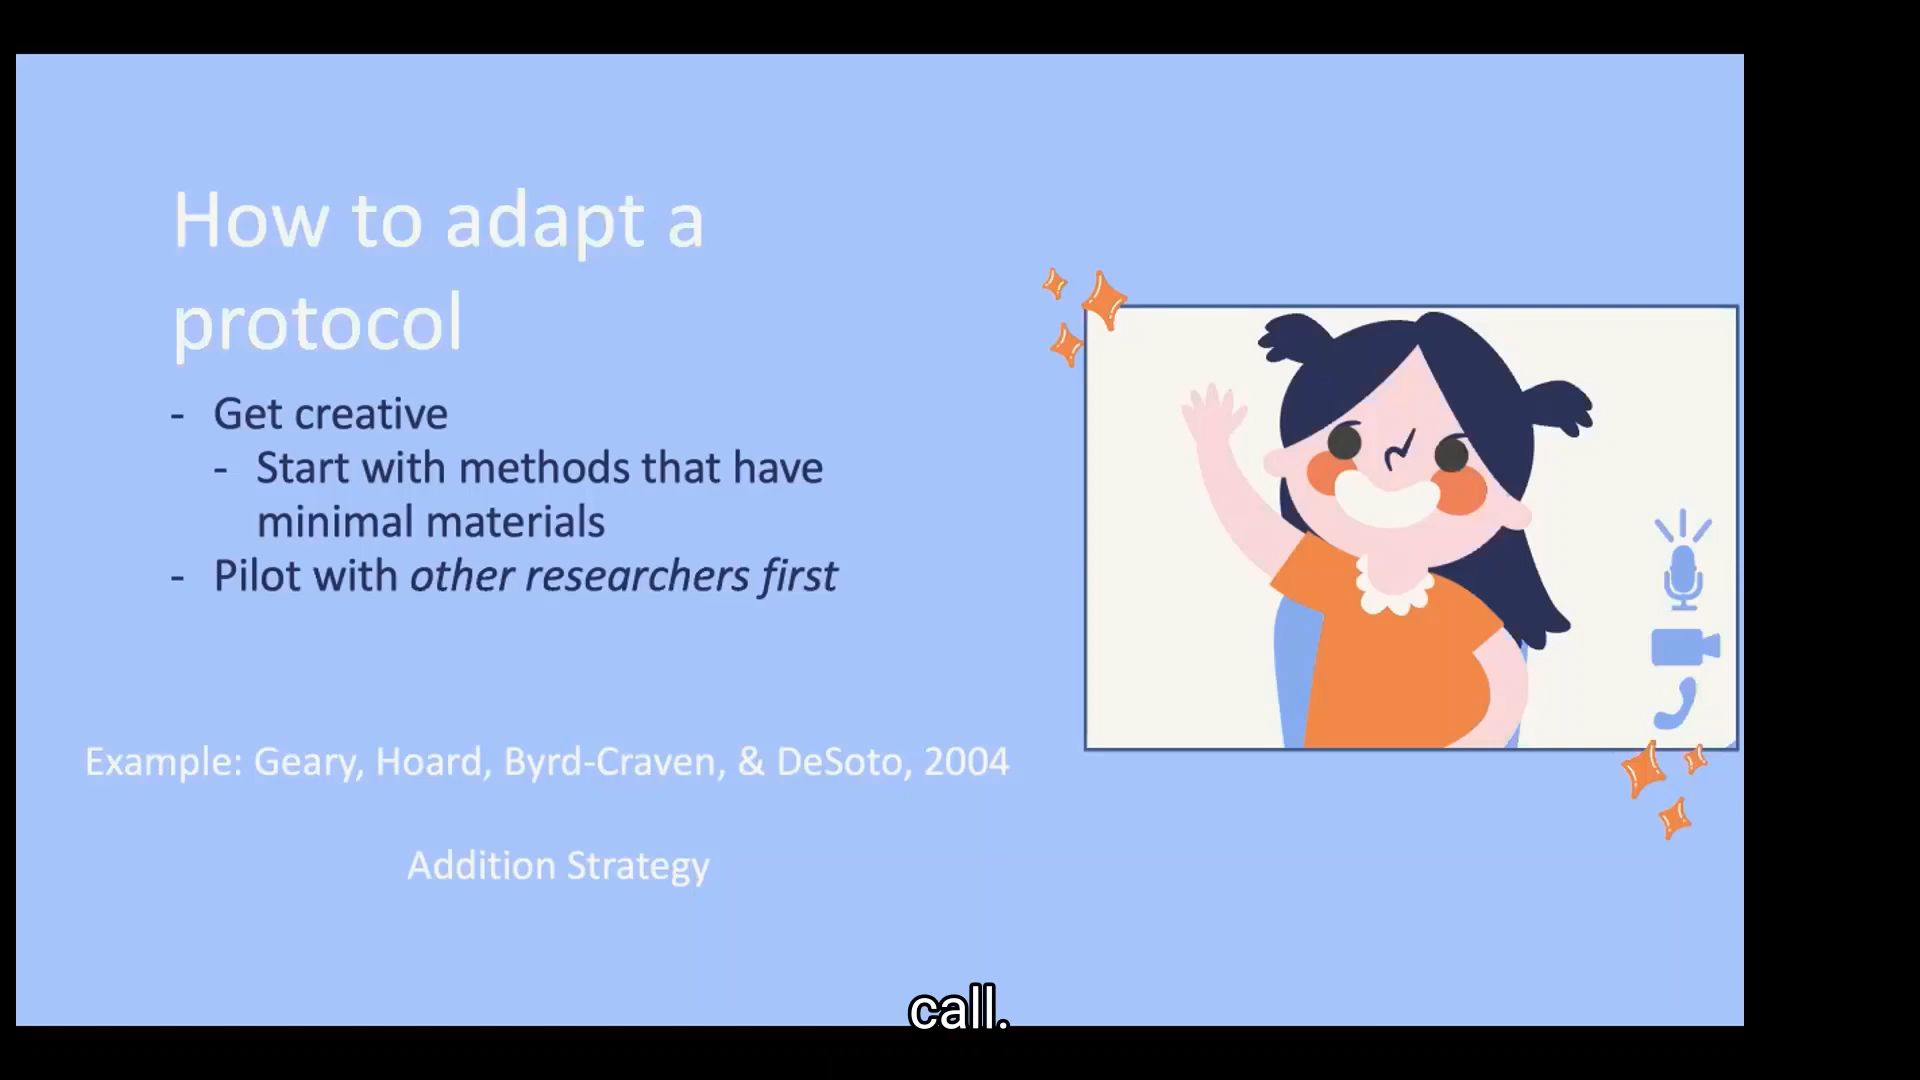 How to adapt a
protocol
- Get creative
- Start with methods that have
minimal materials
- Pilot with other researchers first
Example: Geary, Hoard, Byrd-Craven, & DeSoto, 2004
Addition Strategy
call.